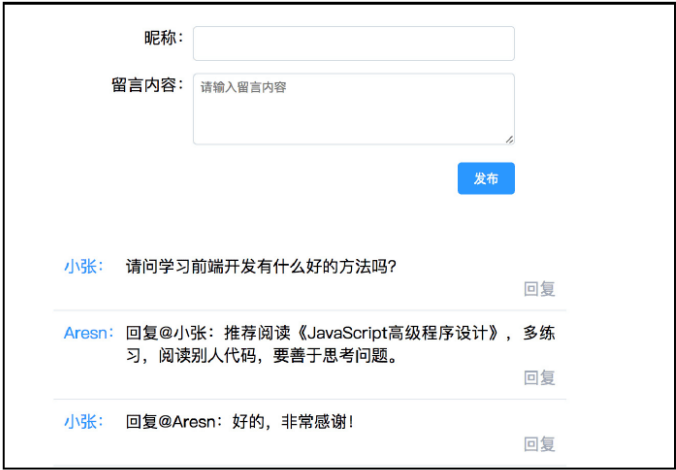 昵称：
留言内容： 请输入留言内容
发布
小张： 请问学习前端开发有什么好的方法吗？
回复
Aresn： 回复@小张：推荐阅读《JavaScript高级程序设计》，多练
习，阅读别人代码，要善于思考问题。
回复
小张： 回复@Aresn：好的，非常感谢！
回复